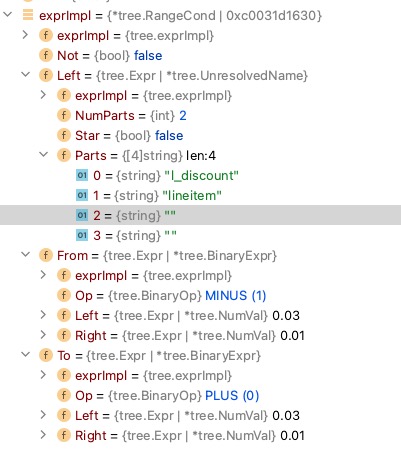 exprImpl = {*tree.RangeCond | 0xc0031d1630}
f exprImpl = {tree.exprImpl}
f Not = {bool} false
f Left = {tree.Expr | *tree.UnresolvedName}
f exprImpl = {tree.exprImpl}
f NumParts = {int} 2
f Star = {bool} false
f Parts = {[4]string} len:4
01 0 = {string} "l_discount"
01 1 = {string} "lineitem"
01 2 = {string} ""
01 3 = {string} ""
f From = {tree.Expr | *tree.BinaryExpr}
f exprImpl = {tree.exprImpl}
f Op = {tree.BinaryOp} MINUS (1)
f Left = {tree.Expr | *tree.NumVal} 0.03
f Right = {tree.Expr | *tree.NumVal} 0.01
f To = {tree.Expr | *tree.BinaryExpr}
f exprImpl = {tree.exprImpl}
f Op = {tree.BinaryOp} PLUS (0)
f Left = {tree.Expr | *tree.NumVal} 0.03
f Right = {tree.Expr | *tree.NumVal} 0.01